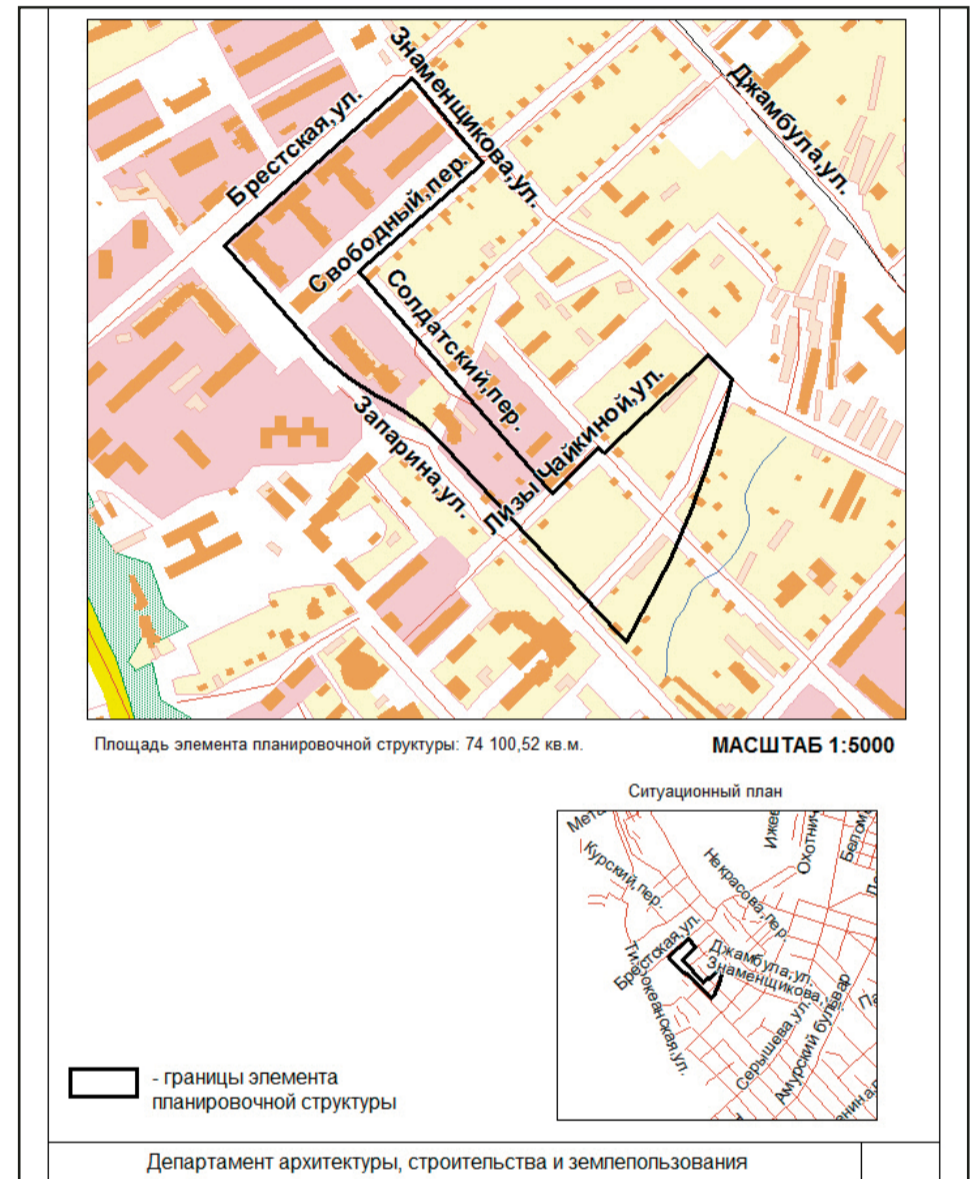 Знаменщикова,ул.
Джамбула,ул.
Брестская,ул.
Свободный,пер.
Солдатский,пер.
Запарина,ул.
Лизы Чайкиной,ул.
Площадь элемента планировочной структуры: 74 100,52 кв.м.
МАСШТАБ 1:5000
Ситуационный план
Курский,пер.
Некрасова,пер.
Охотнич
Брестская,ул.
Джамбула,ул.
Знаменщикова,
Серышева,ул.
Амурский бульвар
- границы элемента
планировочной структуры
Департамент архитектуры, строительства и землепользования